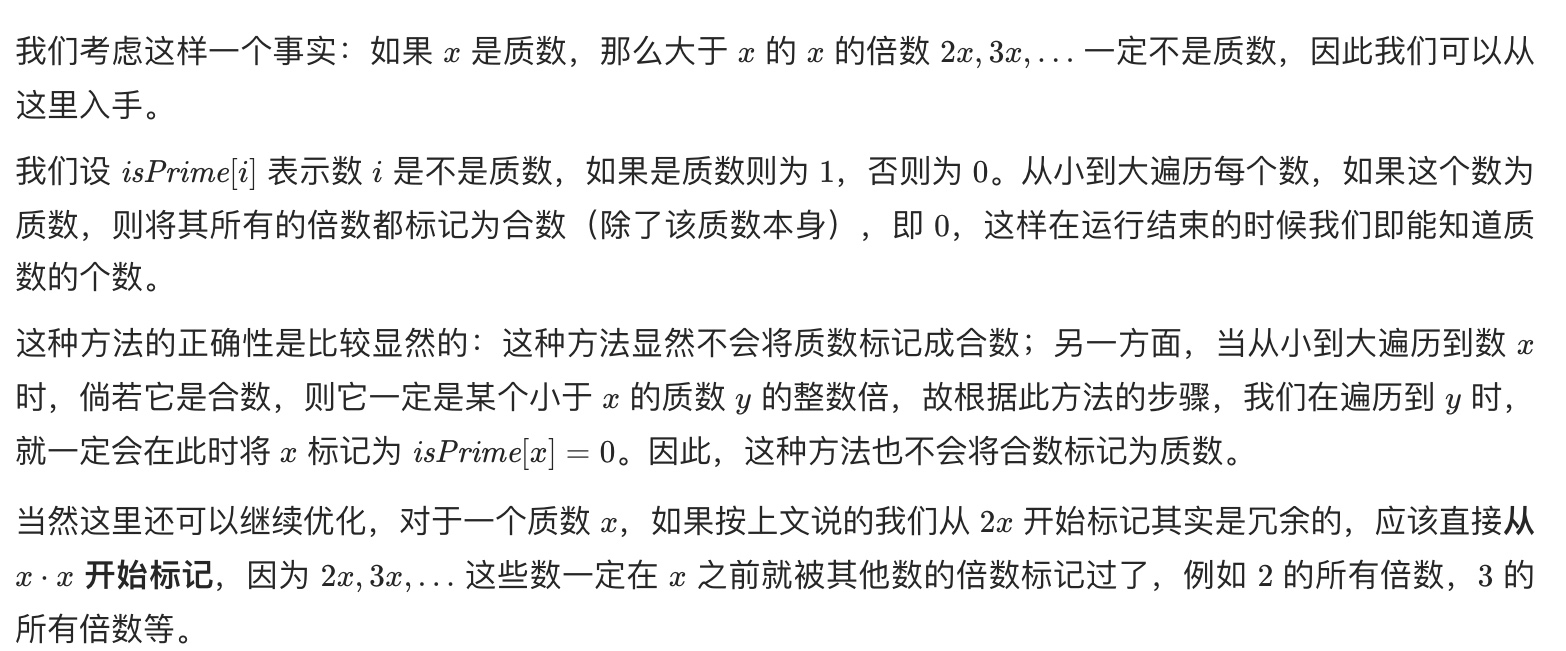 我们考虑这样一个事实：如果 x 是质数，那么大于 x 的 x 的倍数 2x, 3x, … 一定不是质数，因此我们可以从
这里入手。
我们设 isPrime[i] 表示数 i 是不是质数，如果是质数则为 1，否则为 0。从小到大遍历每个数，如果这个数为
质数，则将其所有的倍数都标记为合数（除了该质数本身），即 0，这样在运行结束的时候我们即能知道质
数的个数。
这种方法的正确性是比较显然的：这种方法显然不会将质数标记成合数；另一方面，当从小到大遍历到数 x
时，倘若它是合数，则它一定是某个小于 x 的质数 y 的整数倍，故根据此方法的步骤，我们在遍历到 y 时，
就一定会在此时将 x 标记为 isPrime[x] = 0。因此，这种方法也不会将合数标记为质数。
当然这里还可以继续优化，对于一个质数 x，如果按上文说的我们从 2x 开始标记其实是冗余的，应该直接从
x · x 开始标记，因为 2x, 3x, … 这些数一定在 x 之前就被其他数的倍数标记过了，例如 2 的所有倍数，3 的
所有倍数等。